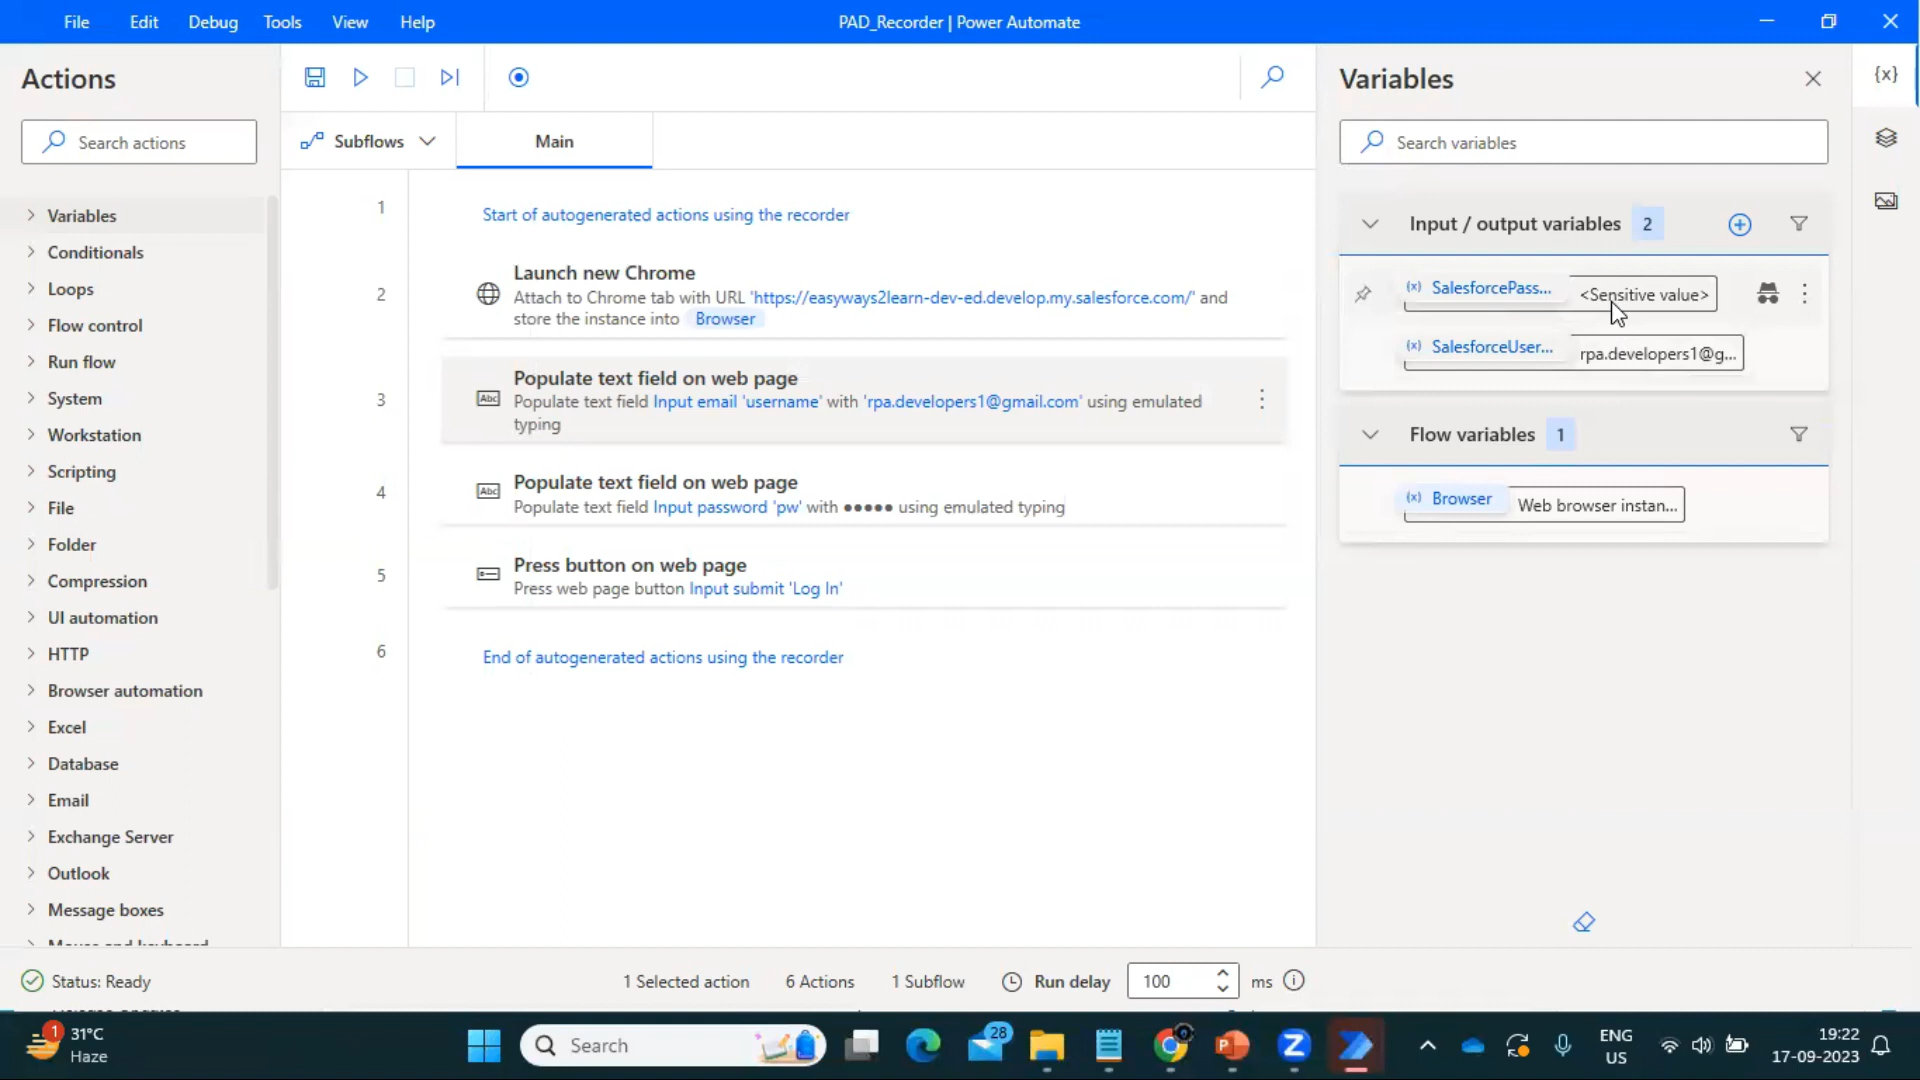 File Edit Debug Tools View Help
PAD_Recorder | Power Automate
Actions
Search actions
Variables
Conditionals
Loops
Flow control
Run flow
System
Workstation
Scripting
File
Folder
Compression
UI automation
HTTP
Browser automation
Excel
Database
Email
Exchange Server
Outlook
Message boxes
Mouse and keyboard
Subflows
Main
1
Start of autogenerated actions using the recorder
2
Launch new Chrome
Attach to Chrome tab with URL 'https://easyways2learn-dev-ed.develop.my.salesforce.com/' and
store the instance into Browser
3
Abc
Populate text field on web page
Populate text field Input email 'username' with 'rpa.developers1@gmail.com' using emulated
typing
4
Abc
Populate text field on web page
Populate text field Input password 'pw' with ●●●●● using emulated typing
5
Press button on web page
Press web page button Input submit 'Log In'
6
End of autogenerated actions using the recorder
Variables
{x}
Search variables
Input / output variables 2
(x) SalesforcePass... <Sensitive value>
(x) SalesforceUser... rpa.developers1@g...
Flow variables 1
(x) Browser Web browser instan...
Status: Ready
1 Selected action
6 Actions
1 Subflow
Run delay
100
ms
1
31°C
Haze
Search
28
ENG
US
19:22
17-09-2023